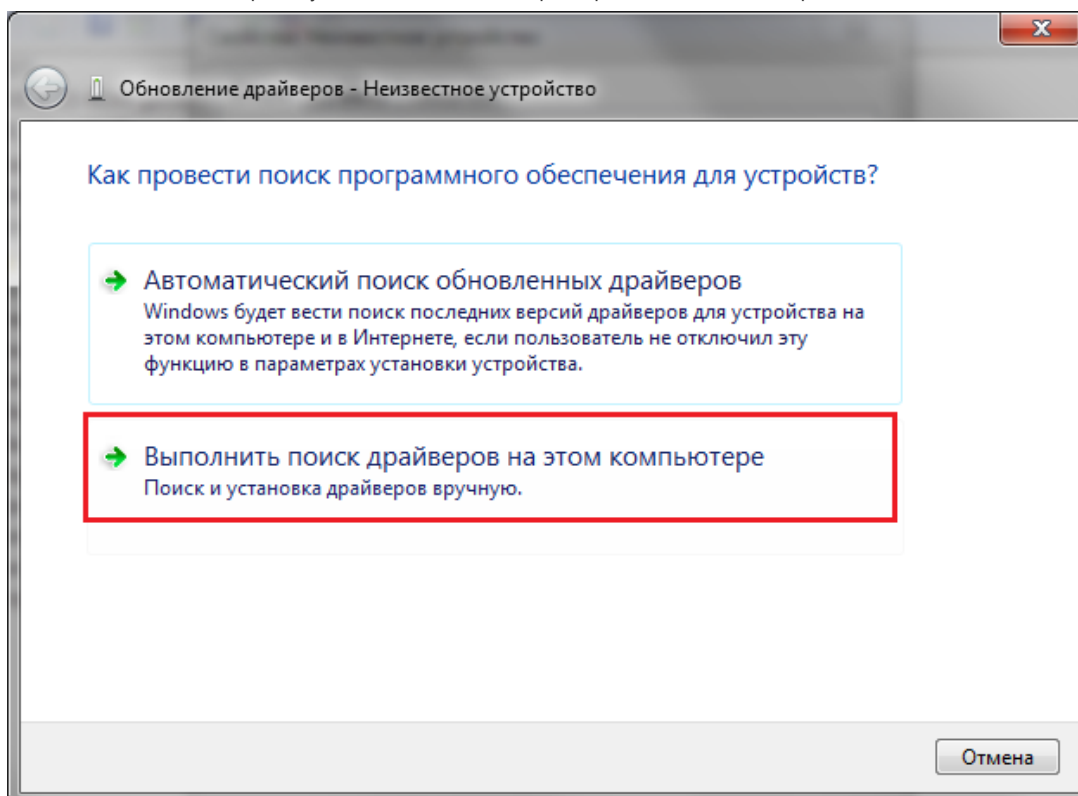 Обновление драйверов - Неизвестное устройство
Как провести поиск программного обеспечения для устройств?
Автоматический поиск обновленных драйверов
Windows будет вести поиск последних версий драйверов для устройства на
этом компьютере и в Интернете, если пользователь не отключил эту
функцию в параметрах установки устройства.
Выполнить поиск драйверов на этом компьютере
Поиск и установка драйверов вручную.
Отмена